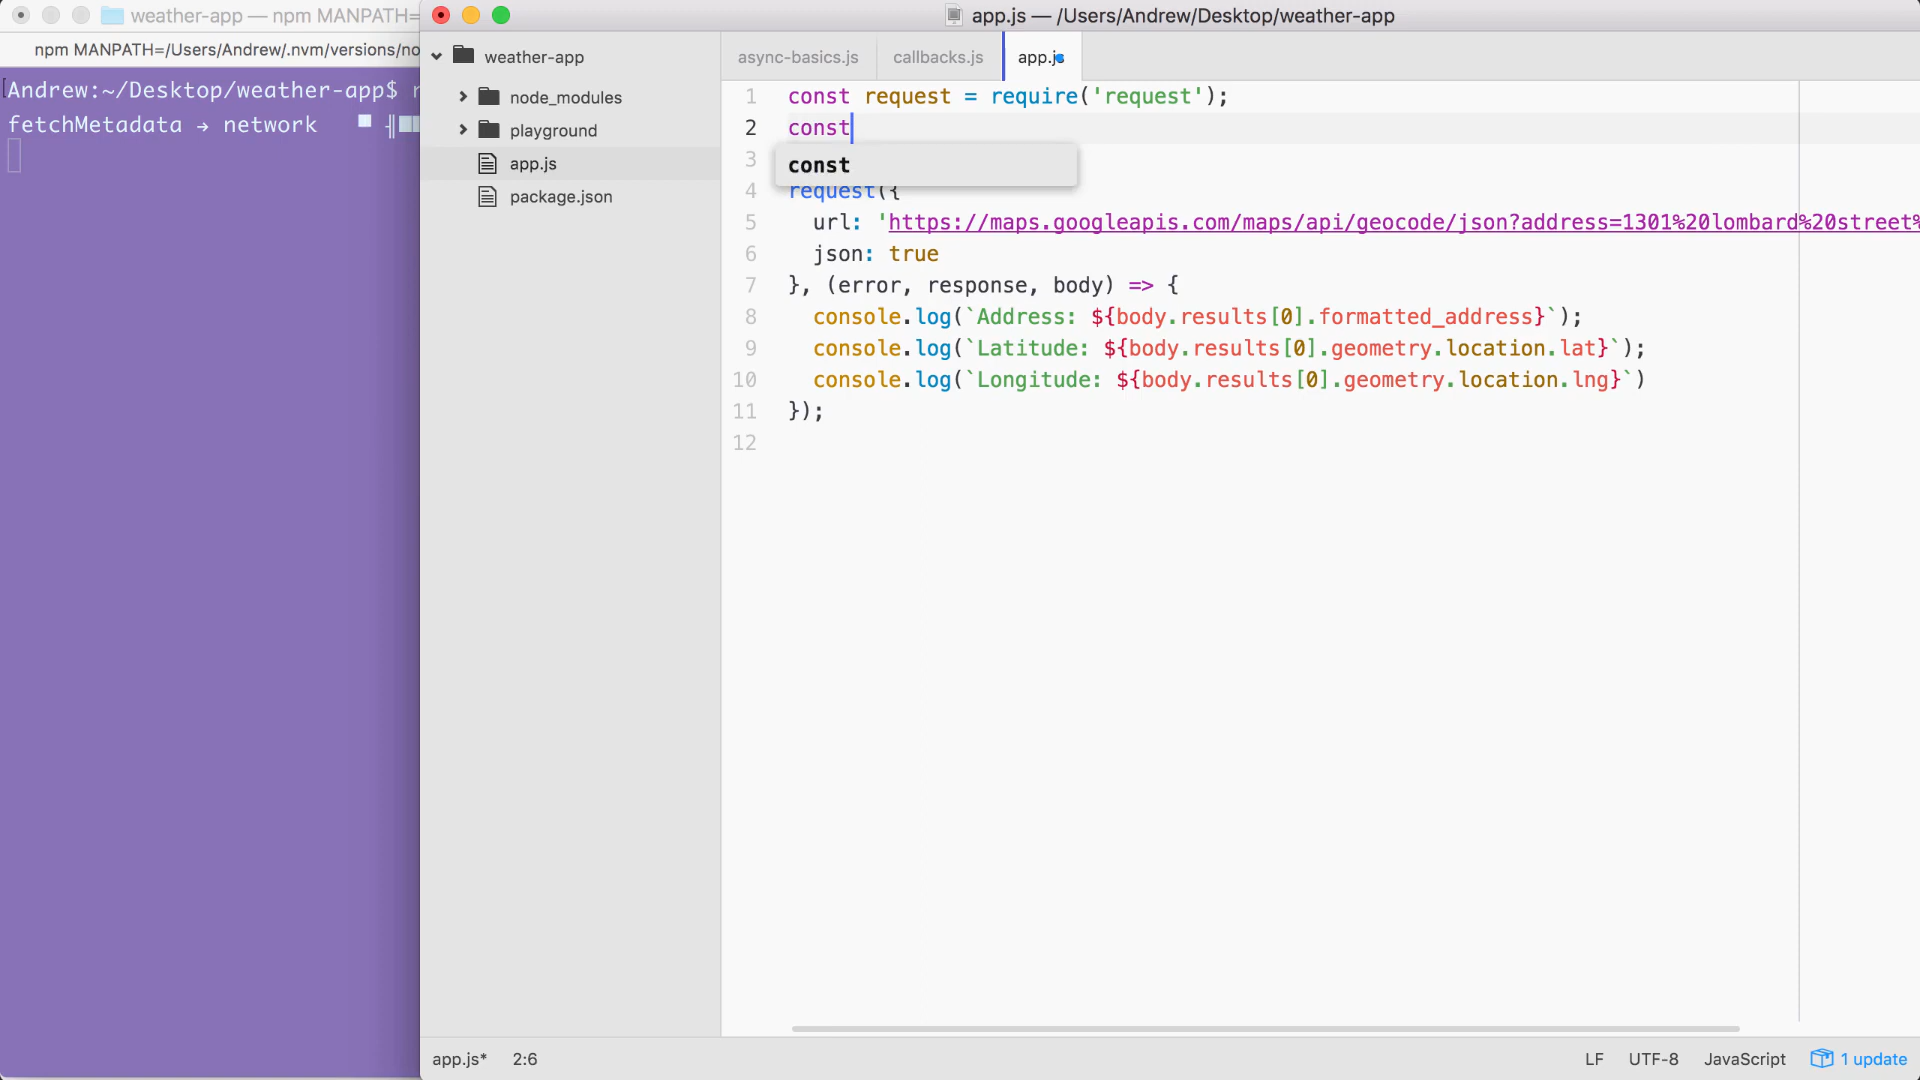 weather-app — npm MANPATH=
npm MANPATH=/Users/Andrew/.nvm/versions/no
Andrew:~/Desktop/weather-app$
fetchMetadata → network
app.js — /Users/Andrew/Desktop/weather-app
weather-app
node_modules
playground
app.js
package.json
async-basics.js
callbacks.js
app.js
1 const request = require('request');
2 const
3
const
4 request({
5 url: 'https://maps.googleapis.com/maps/api/geocode/json?address=1301%20lombard%20street%
6 json: true
7 }, (error, response, body) => {
8 console.log(`Address: ${body.results[0].formatted_address}`);
9 console.log(`Latitude: ${body.results[0].geometry.location.lat}`);
10 console.log(`Longitude: ${body.results[0].geometry.location.lng}`)
11 });
12
app.js* 2:6
LF UTF-8 JavaScript 1 update